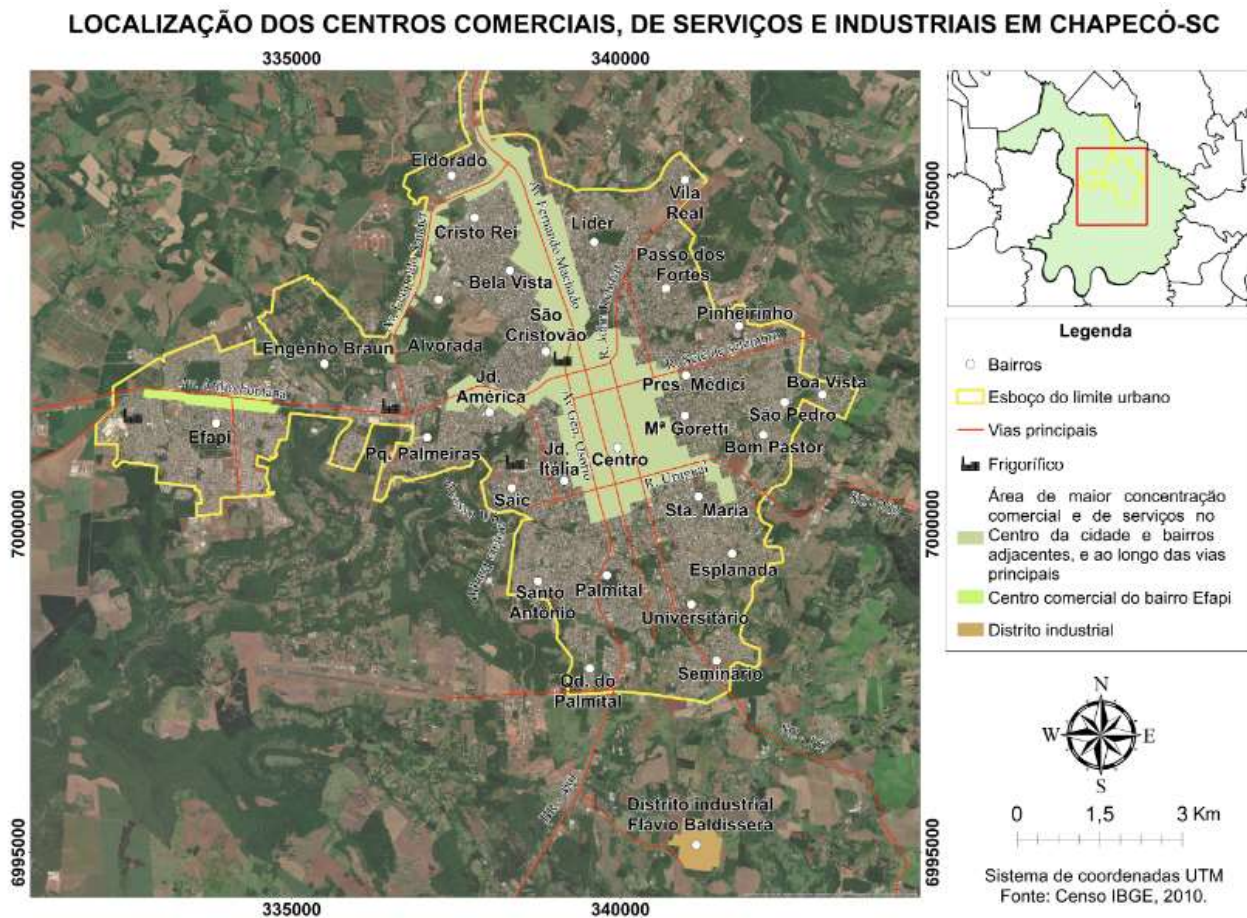 LOCALIZAÇÃO DOS CENTROS COMERCIAIS, DE SERVIÇOS E INDUSTRIAIS EM CHAPECÓ-SC
335000
340000
7005000
7005000
Eldorado
Vila
Real
Av. Fernando Machado
Cristo Rei
Líder
Passo dos
Fortes
Bela Vista
São
Cristovão
Pinheirinho
Engenho Braun
Alvorada
Jd.
América
Pres. Médici
Boa Vista
São Pedro
Efapi
Mª Goretti
Bom Pastor
Av. Gen. Osório
Pq. Palmeiras
Jd.
Itália
Centro
R. Uruguai
Saic
Sta. Maria
7000000
7000000
Esplanada
Santo
Antônio
Palmital
Universitário
Seminário
Qd. do
Palmital
Distrito industrial
Flávio Baldissera
6995000
6995000
335000
340000
Legenda
Bairros
Esboço do limite urbano
Vias principais
Frigorífico
Área de maior concentração
comercial e de serviços no
Centro da cidade e bairros
adjacentes, e ao longo das vias
principais
Centro comercial do bairro Efapi
Distrito industrial
N
W
E
S
0 1,5 3 Km
Sistema de coordenadas UTM
Fonte: Censo IBGE, 2010.